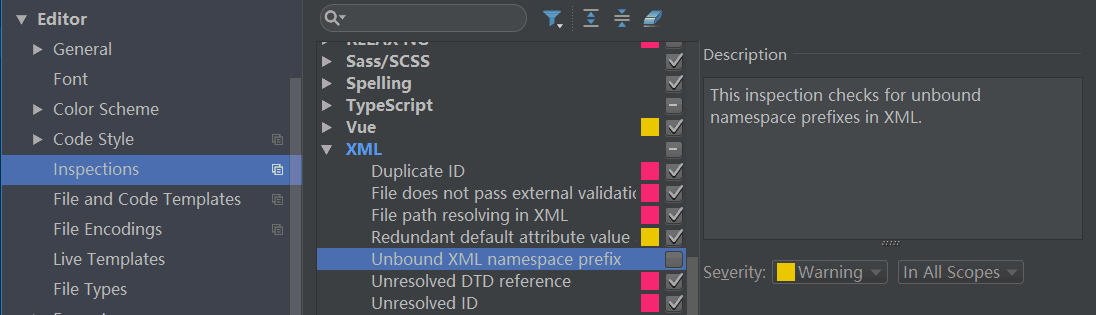 Editor
General
Font
Color Scheme
Code Style
Inspections
File and Code Templates
File Encodings
Live Templates
File Types
RELAX NG
Sass/SCSS
Spelling
TypeScript
Vue
XML
Duplicate ID
File does not pass external validatio
File path resolving in XML
Redundant default attribute value
Unbound XML namespace prefix
Unresolved DTD reference
Unresolved ID
Description
This inspection checks for unbound
namespace prefixes in XML.
Severity: Warning In All Scopes